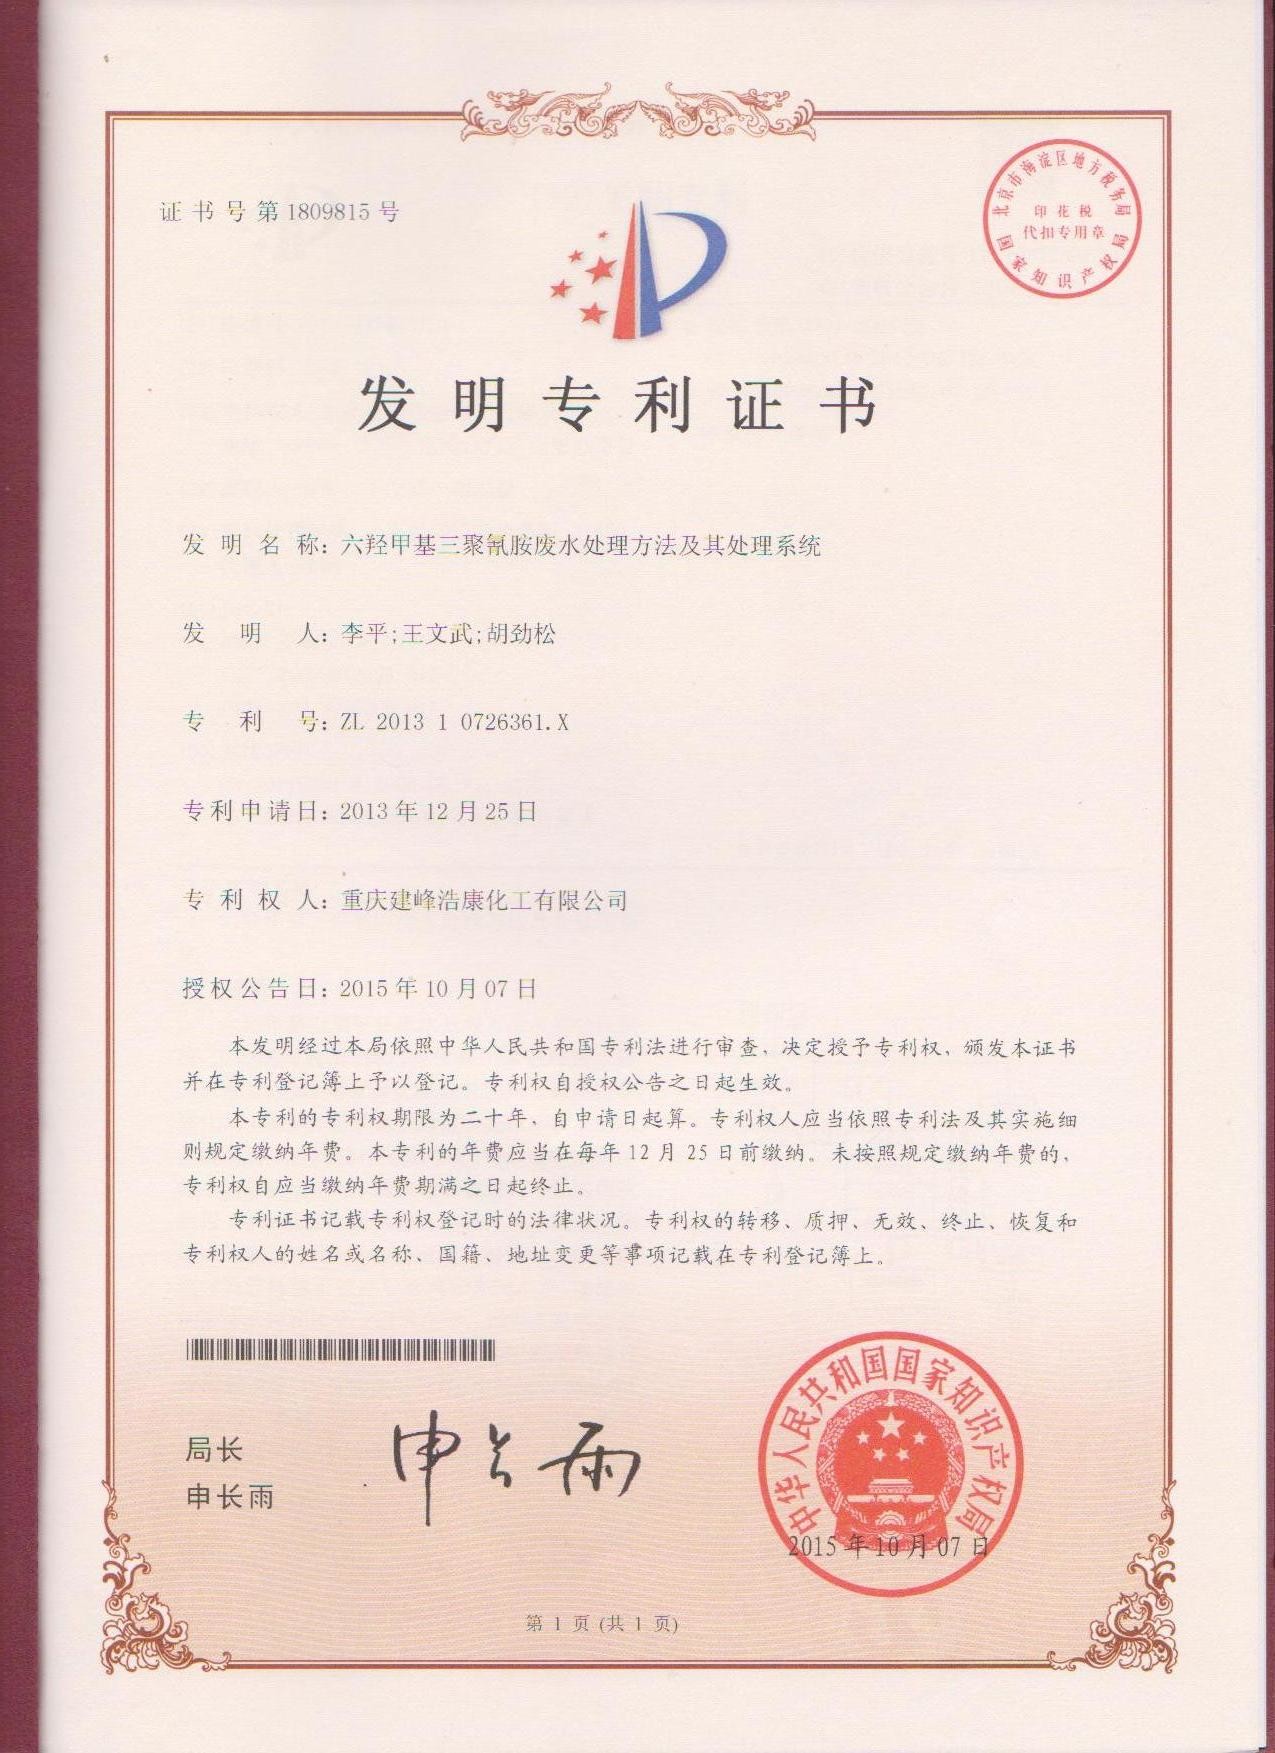 证书号第1809815号
北京市海淀区地方税务局
印花税
代扣专用章
国家知识产权局
发明专利证书
发明名称：六羟甲基三聚氰胺废水处理方法及其处理系统
发明人：李平;王文武;胡劲松
专利号：ZL 2013 1 0726361.X
专利申请日：2013年12月25日
专利权人：重庆建峰浩康化工有限公司
授权公告日：2015年10月07日
本发明经过本局依照中华人民共和国专利法进行审查，决定授予专利权，颁发本证书
并在专利登记簿上予以登记。专利权自授权公告之日起生效。
本专利的专利权期限为二十年，自申请日起算。专利权人应当依照专利法及其实施细
则规定缴纳年费。本专利的年费应当在每年12月25日前缴纳。未按照规定缴纳年费的，
专利权自应当缴纳年费期满之日起终止。
专利证书记载专利权登记时的法律状况。专利权的转移、质押、无效、终止、恢复和
专利权人的姓名或名称、国籍、地址变更等事项记载在专利登记簿上。
局长
申长雨
申长雨
中华人民共和国国家知识产权局
2015年10月07日
第 1 页 (共 1 页)